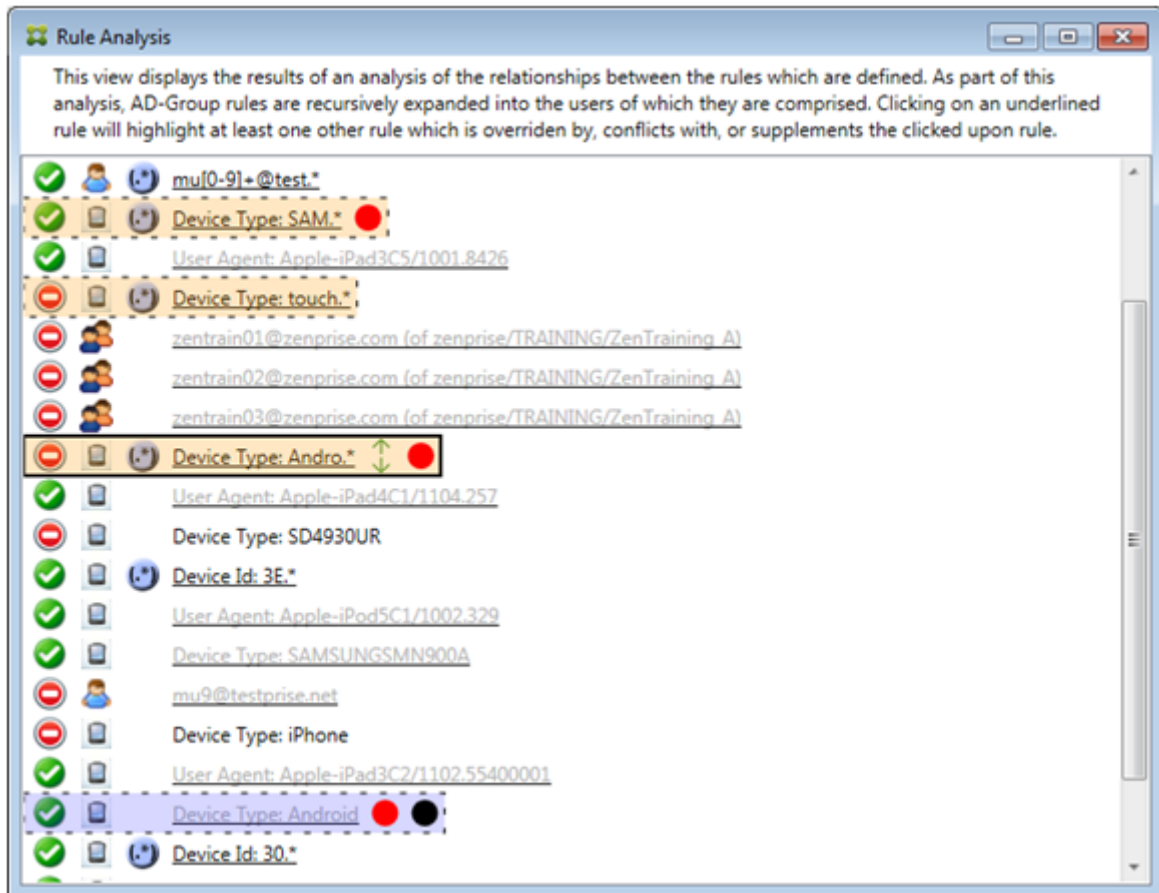 Rule Analysis
This view displays the results of an analysis of the relationships between the rules which are defined. As part of this
analysis, AD-Group rules are recursively expanded into the users of which they are comprised. Clicking on an underlined
rule will highlight at least one other rule which is overriden by, conflicts with, or supplements the clicked upon rule.
(.*) mu[0-9]+@test.*
(.*) Device Type: SAM.*
User Agent: Apple-iPad3C5/1001.8426
(.*) Device Type: touch.*
zentrain01@zenprise.com (of zenprise/TRAINING/ZenTraining A)
zentrain02@zenprise.com (of zenprise/TRAINING/ZenTraining A)
zentrain03@zenprise.com (of zenprise/TRAINING/ZenTraining A)
(.*) Device Type: Andro.*
User Agent: Apple-iPad4C1/1104.257
Device Type: SD4930UR
(.*) Device Id: 3E.*
User Agent: Apple-iPod5C1/1002.329
Device Type: SAMSUNGSMN900A
mu9@testprise.net
Device Type: iPhone
User Agent: Apple-iPad3C2/1102.55400001
Device Type: Android
(.*) Device Id: 30.*